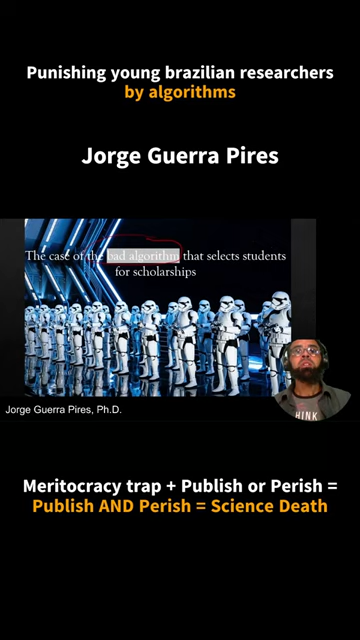 Punishing young brazilian researchers
by algorithms
Jorge Guerra Pires
The case of the bad algorithm that selects students
for scholarships
HINK
Jorge Guerra Pires, Ph.D.
Meritocracy trap + Publish or Perish =
Publish AND Perish = Science Death